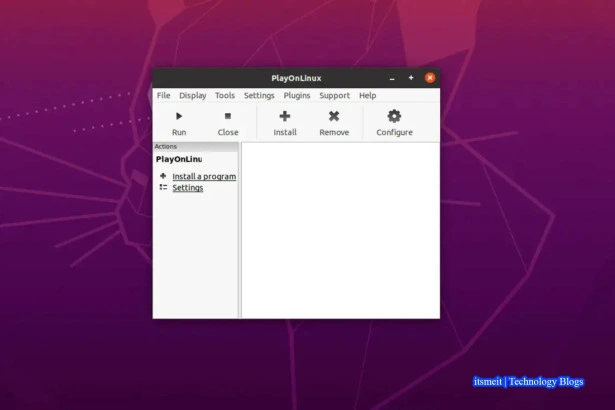 PlayOnLinux
File Display Tools Settings Plugins Support Help
Run Close Install Remove Configure
Actions
PlayOnLinu
Install a program
Settings
itsmeit | Technology Blogs